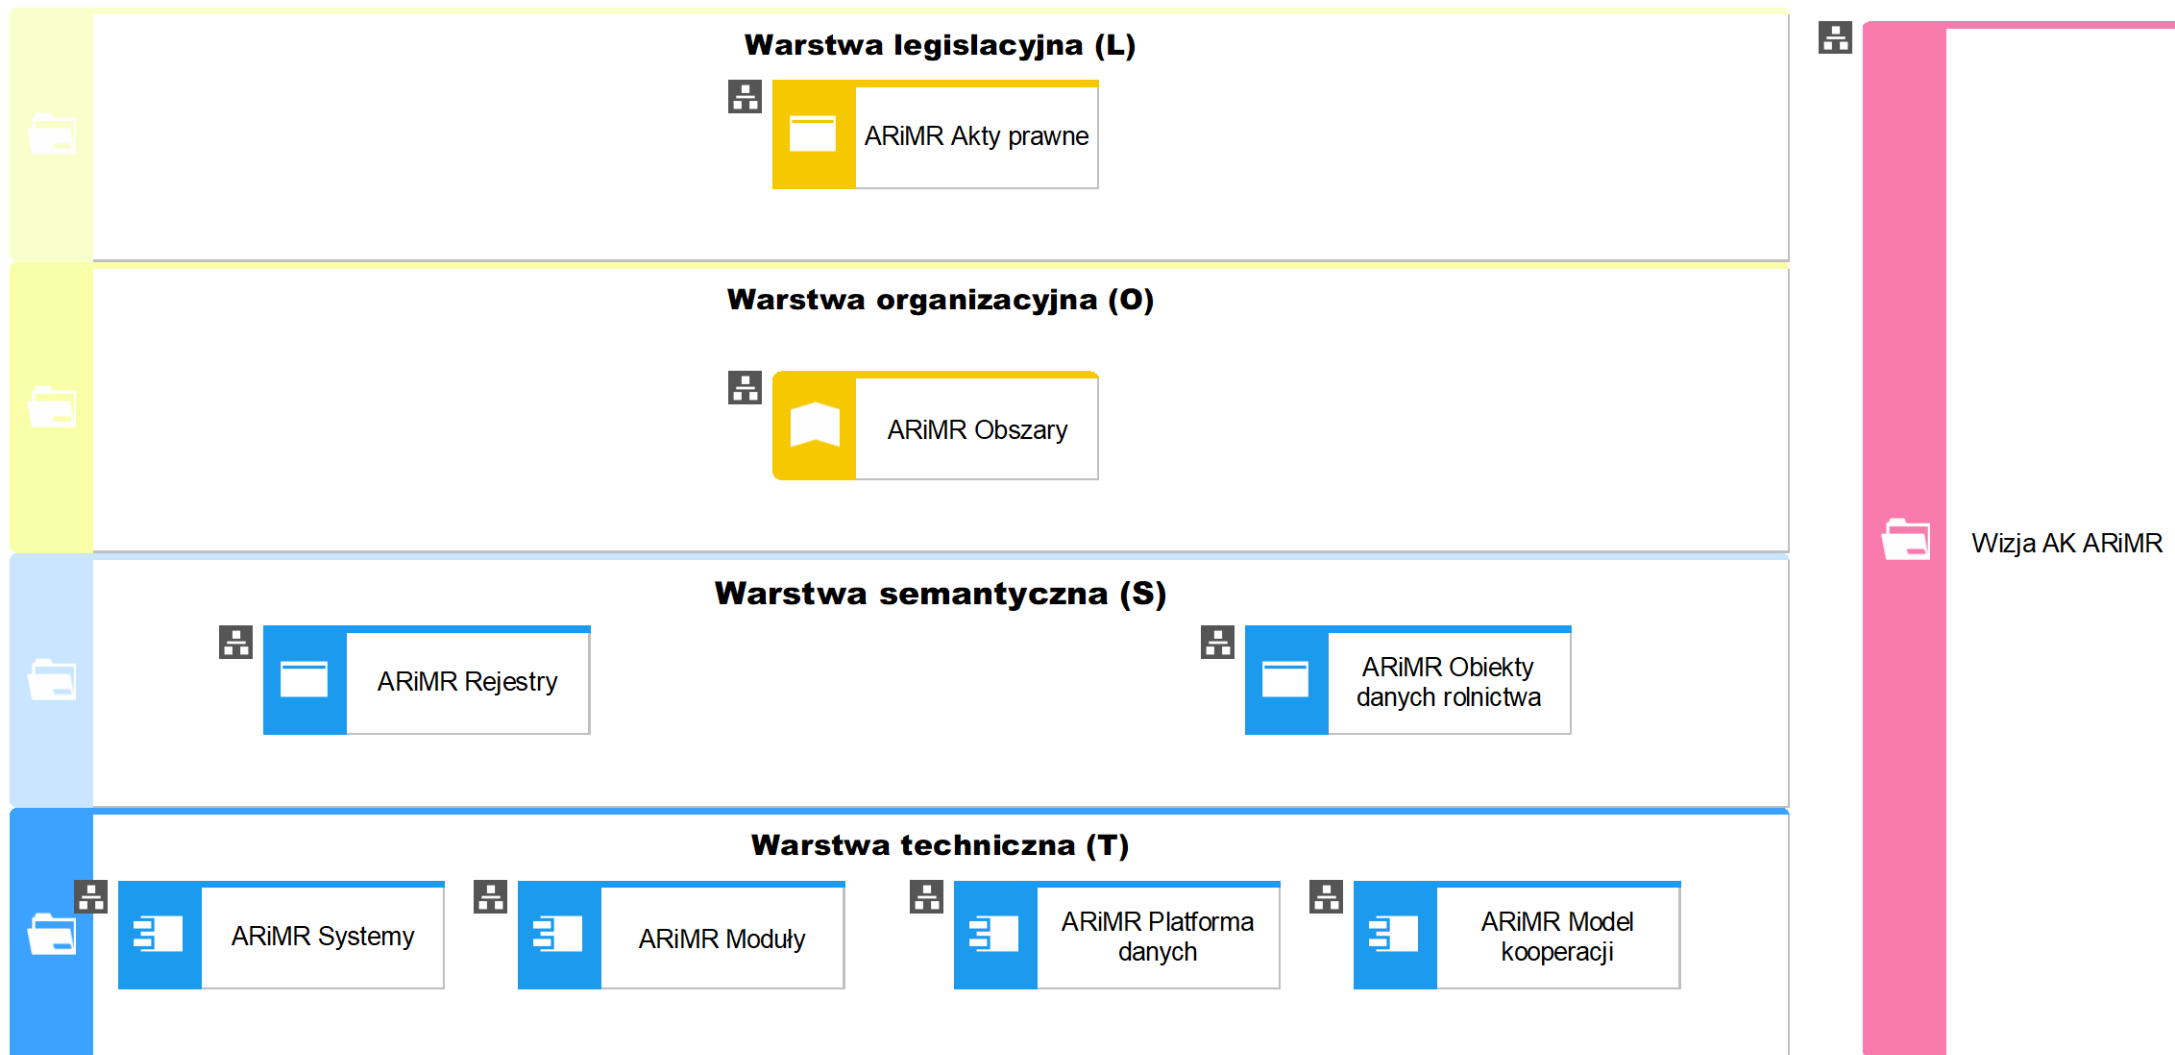 Warstwa legislacyjna (L)
ARiMR Akty prawne
Warstwa organizacyjna (O)
ARiMR Obszary
Warstwa semantyczna (S)
ARiMR Rejestry
ARiMR Obiekty
danych rolnictwa
Warstwa techniczna (T)
ARiMR Systemy
ARiMR Moduły
ARiMR Platforma
danych
ARiMR Model
kooperacji
Wizja AK ARiMR